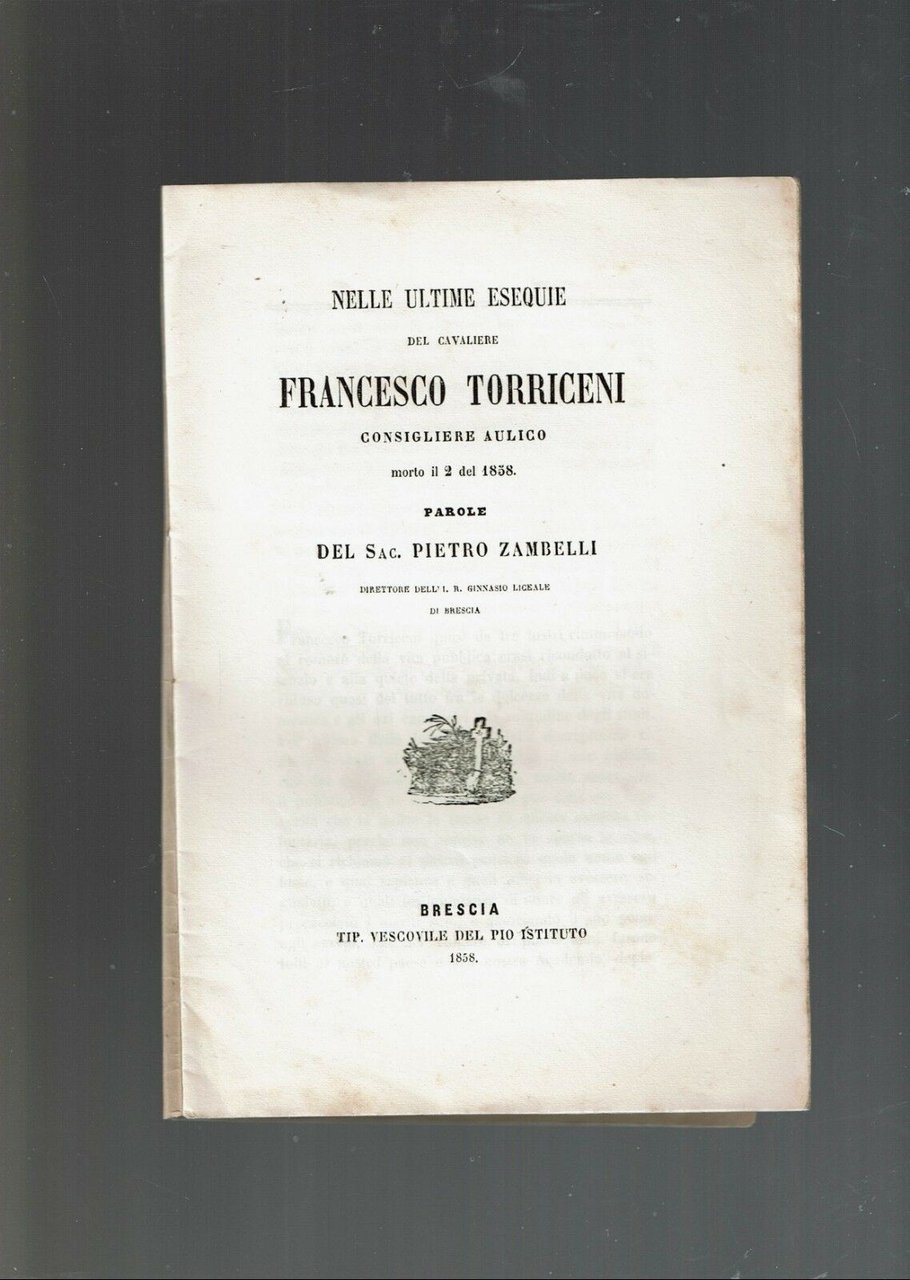 NELLE ULTIME ESEQUIE
DEL CAVALIERE
FRANCESCO TORRICENI
CONSIGLIERE AULICO
morto il 2 del 1858.
PAROLE
DEL SAC. PIETRO ZAMBELLI
DIRETTORE DELL' I. R. GINNASIO LICEALE
DI BRESCIA
BRESCIA
TIP. VESCOVILE DEL PIO ISTITUTO
1858.